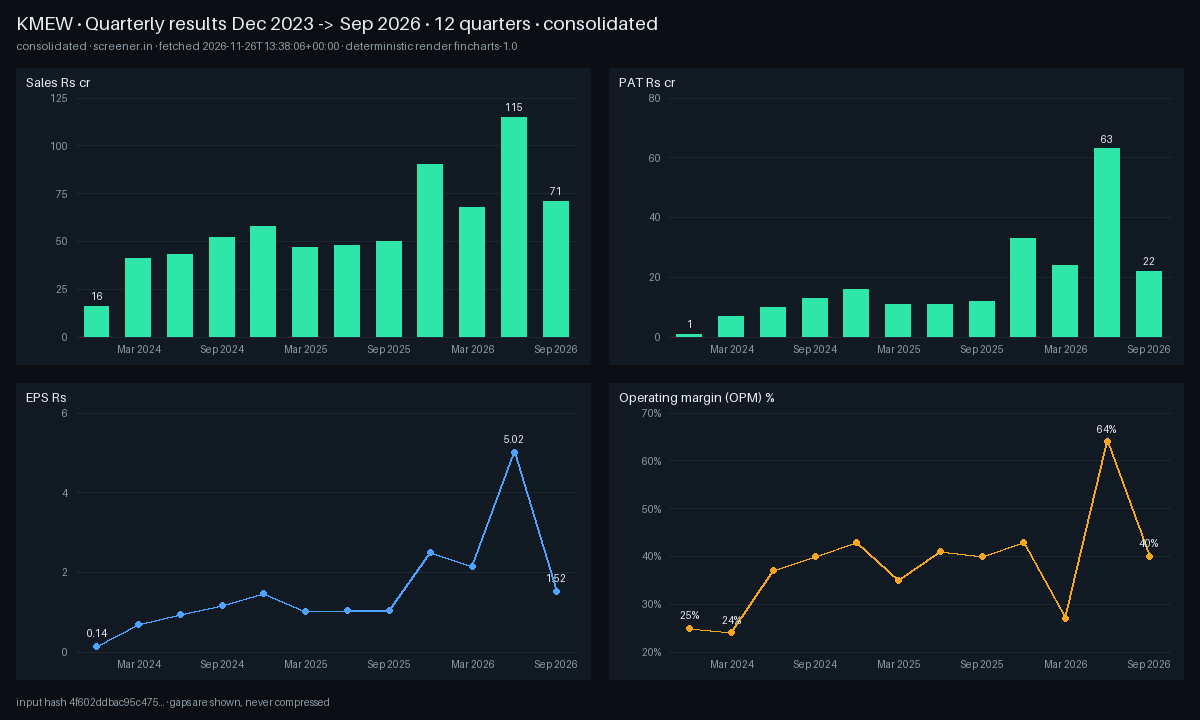 KMEW · Quarterly results Dec 2023 -> Sep 2026 · 12 quarters · consolidated
consolidated · screener.in · fetched 2026-11-26T13:38:06+00:00 · deterministic render fincharts-1.0
Sales Rs cr
125
100
75
50
25
0
16
115
71
Mar 2024
Sep 2024
Mar 2025
Sep 2025
Mar 2026
Sep 2026
PAT Rs cr
80
60
40
20
0
1
63
22
Mar 2024
Sep 2024
Mar 2025
Sep 2025
Mar 2026
Sep 2026
EPS Rs
6
4
2
0
0.14
5.02
1.52
Mar 2024
Sep 2024
Mar 2025
Sep 2025
Mar 2026
Sep 2026
Operating margin (OPM) %
70%
60%
50%
40%
30%
20%
25%
24%
64%
40%
Mar 2024
Sep 2024
Mar 2025
Sep 2025
Mar 2026
Sep 2026
input hash 4f602ddbac95c475… · gaps are shown, never compressed